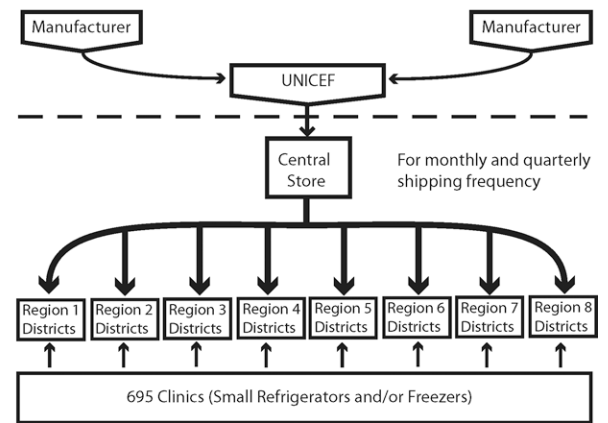 Manufacturer
Manufacturer
UNICEF
Central
Store
For monthly and quarterly
shipping frequency
Region 1
Districts
Region 2
Districts
Region 3
Districts
Region 4
Districts
Region 5
Districts
Region 6
Districts
Region 7
Districts
Region 8
Districts
695 Clinics (Small Refrigerators and/or Freezers)